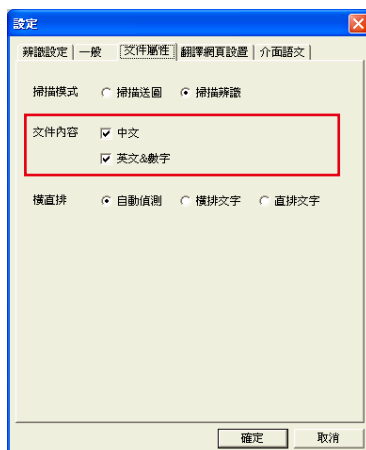 設定
辨識設定 一般 文件屬性 翻譯網頁設置 介面語文
掃描模式 掃描送圖 掃描辨識
文件內容 中文
英文&數字
橫直排 自動偵測 橫排文字 直排文字
確定 取消